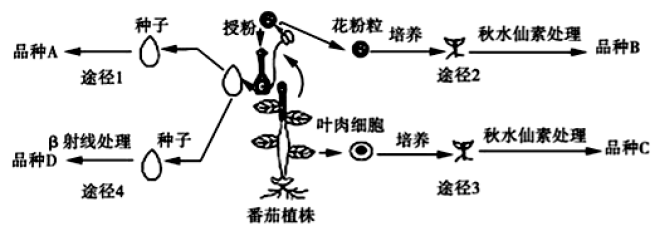 授粉
花粉粒
种子
培养
秋水仙素处理
品种A
品种B
途径1
途径2
叶肉细胞
β射线处理
种子
培养
秋水仙素处理
品种D
品种C
途径4
途径3
番茄植株